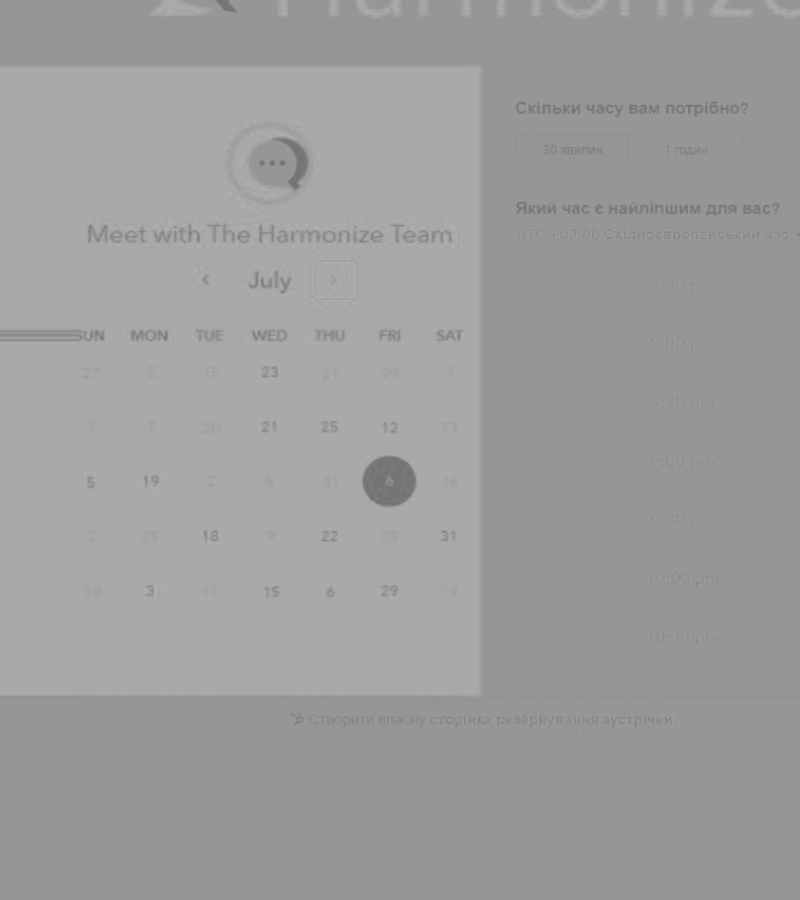 Harmonize
Meet with The Harmonize Team
‹ July ›
SUN MON TUE WED THU FRI SAT
27 2 15 23 21 29 7
7 7 20 21 25 12 13
5 19 2 5 31 6 16
2 25 18 9 22 25 31
10 3 11 15 6 29 19
Скільки часу вам потрібно?
30 хвилин 1 годин
Який час є найліпшим для вас?
UTC +03:00 Східноєвропейський час
7:30 pm
8:00 pm
8:30 pm
9:00 pm
9:30 pm
10:00 pm
10:30 pm
Створити власну сторінка резервування зустрічей